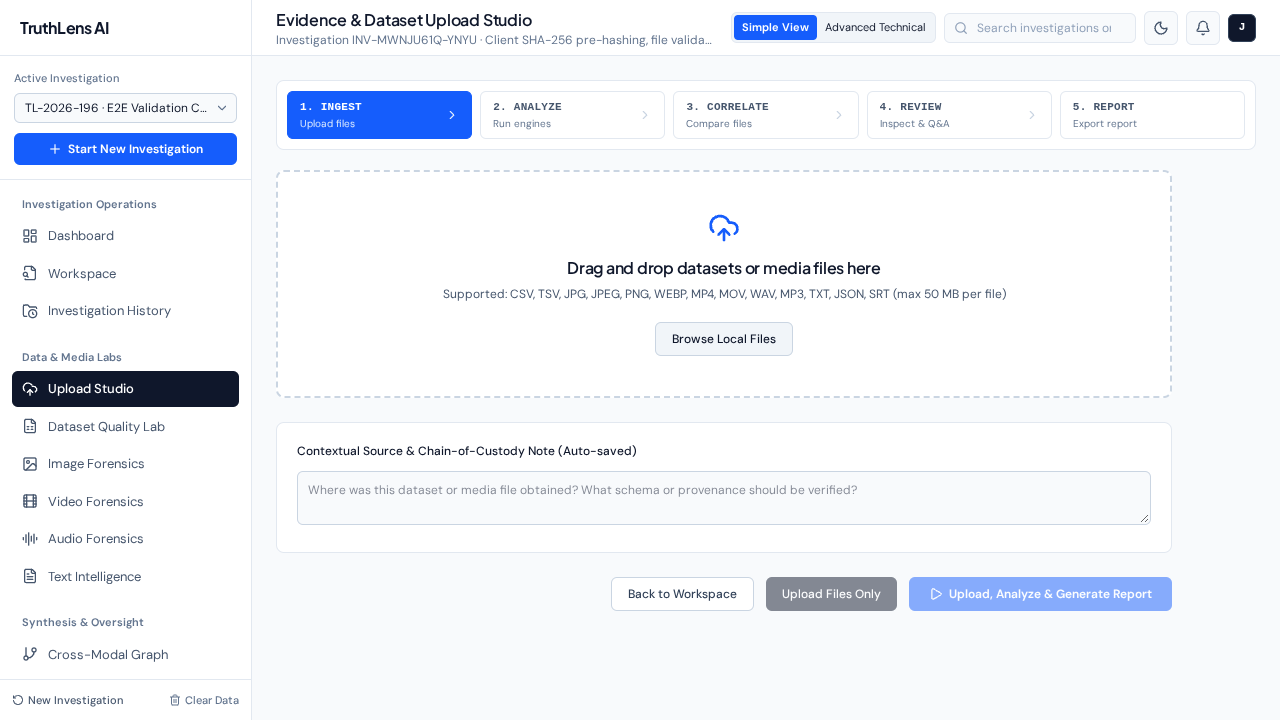 TruthLens AI
Active Investigation
TL-2026-196 · E2E Validation C...
Start New Investigation
Investigation Operations
Dashboard
Workspace
Investigation History
Data & Media Labs
Upload Studio
Dataset Quality Lab
Image Forensics
Video Forensics
Audio Forensics
Text Intelligence
Synthesis & Oversight
Cross-Modal Graph
New Investigation
Clear Data
Evidence & Dataset Upload Studio
Investigation INV-MWNJU61Q-YNYU · Client SHA-256 pre-hashing, file valida...
Simple View
Advanced Technical
Search investigations or
J
1. INGEST
Upload files
2. ANALYZE
Run engines
3. CORRELATE
Compare files
4. REVIEW
Inspect & Q&A
5. REPORT
Export report
Drag and drop datasets or media files here
Supported: CSV, TSV, JPG, JPEG, PNG, WEBP, MP4, MOV, WAV, MP3, TXT, JSON, SRT (max 50 MB per file)
Browse Local Files
Contextual Source & Chain-of-Custody Note (Auto-saved)
Where was this dataset or media file obtained? What schema or provenance should be verified?
Back to Workspace
Upload Files Only
Upload, Analyze & Generate Report